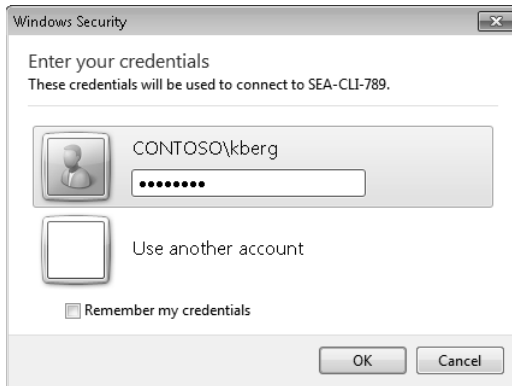 Windows Security
Enter your credentials
These credentials will be used to connect to SEA-CLI-789.
CONTOSO\kberg
••••••••
Use another account
Remember my credentials
OK
Cancel